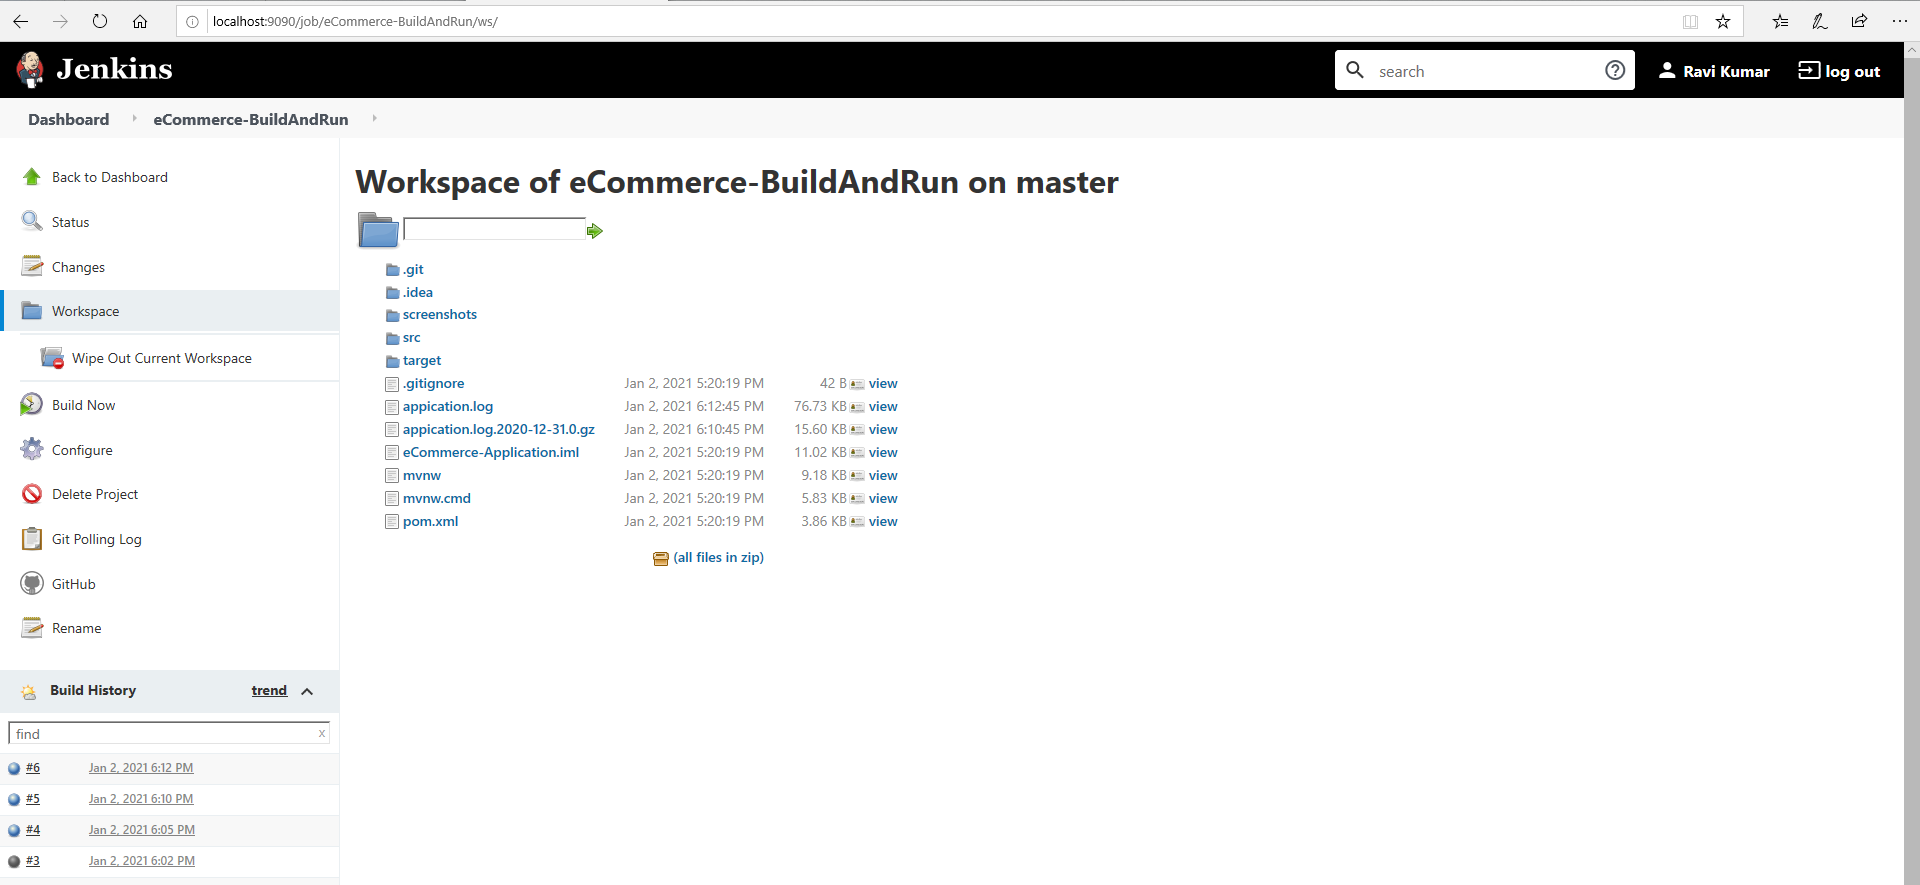 localhost:9090/job/eCommerce-BuildAndRun/ws/
Jenkins
search
Ravi Kumar
log out
Dashboard eCommerce-BuildAndRun
Back to Dashboard
Status
Changes
Workspace
Wipe Out Current Workspace
Build Now
Configure
Delete Project
Git Polling Log
GitHub
Rename
Build History trend
find x
#6 Jan 2, 2021 6:12 PM
#5 Jan 2, 2021 6:10 PM
#4 Jan 2, 2021 6:05 PM
#3 Jan 2, 2021 6:02 PM
Workspace of eCommerce-BuildAndRun on master
.git
.idea
screenshots
src
target
.gitignore Jan 2, 2021 5:20:19 PM 42 B view
appication.log Jan 2, 2021 6:12:45 PM 76.73 KB view
appication.log.2020-12-31.0.gz Jan 2, 2021 6:10:45 PM 15.60 KB view
eCommerce-Application.iml Jan 2, 2021 5:20:19 PM 11.02 KB view
mvnw Jan 2, 2021 5:20:19 PM 9.18 KB view
mvnw.cmd Jan 2, 2021 5:20:19 PM 5.83 KB view
pom.xml Jan 2, 2021 5:20:19 PM 3.86 KB view
(all files in zip)